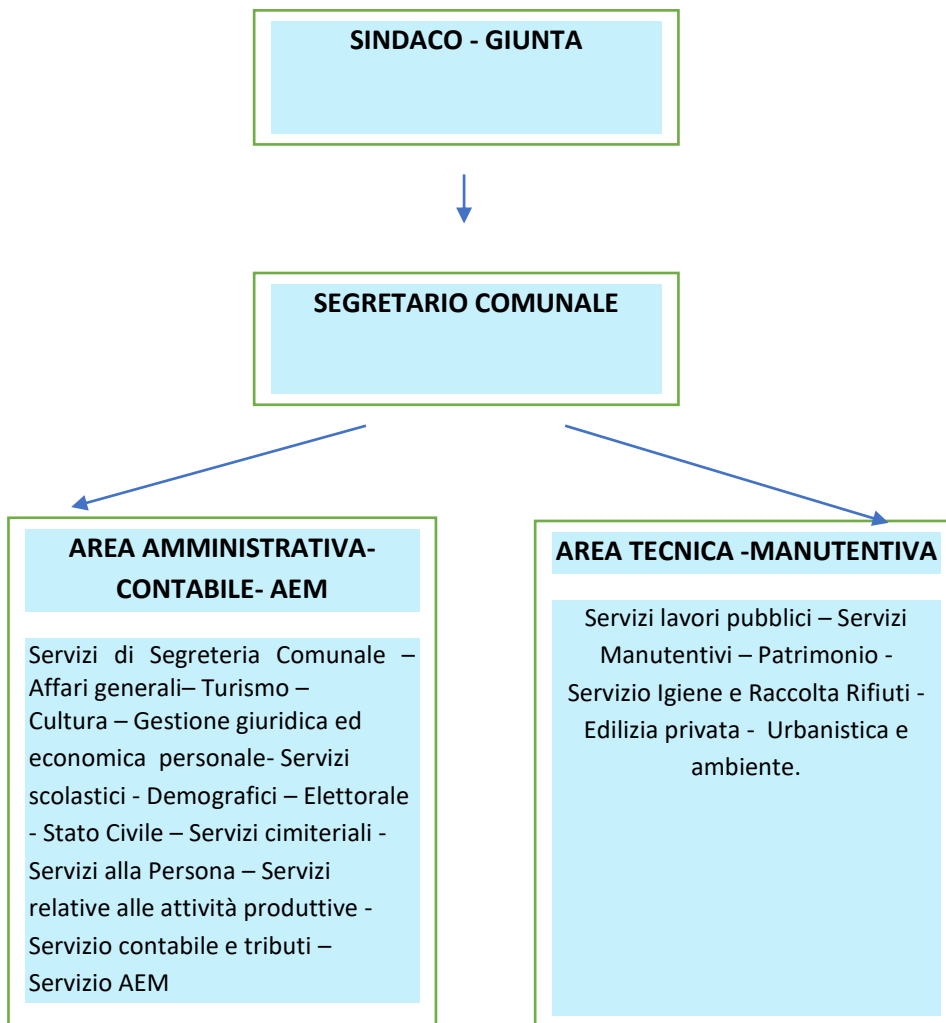 SINDACO - GIUNTA
SEGRETARIO COMUNALE
AREA AMMINISTRATIVA-
CONTABILE- AEM
Servizi di Segreteria Comunale –
Affari generali– Turismo –
Cultura – Gestione giuridica ed
economica personale- Servizi
scolastici - Demografici – Elettorale
- Stato Civile – Servizi cimiteriali -
Servizi alla Persona – Servizi
relative alle attività produttive -
Servizio contabile e tributi –
Servizio AEM
AREA TECNICA -MANUTENTIVA
Servizi lavori pubblici – Servizi
Manutentivi – Patrimonio -
Servizio Igiene e Raccolta Rifiuti -
Edilizia privata - Urbanistica e
ambiente.